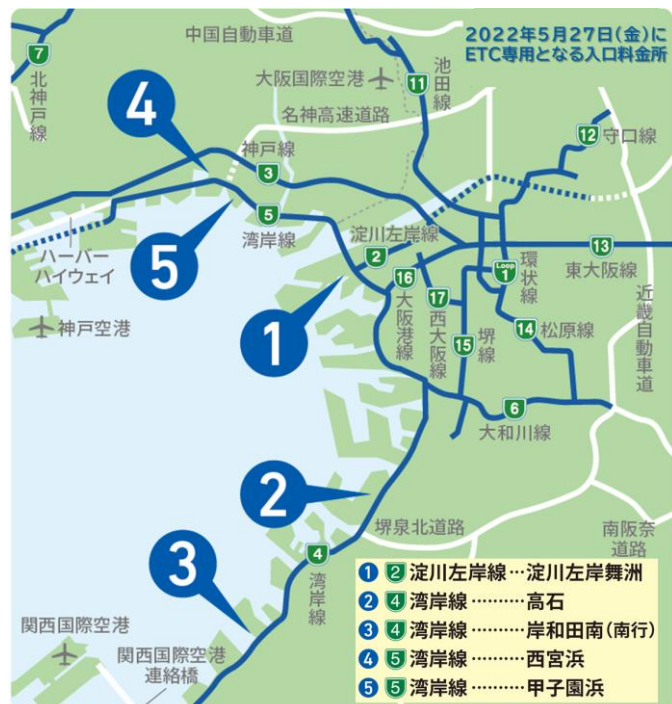 2022年5月27日(金)に
ETC専用となる入口料金所
中国自動車道
7
北神戸線
大阪国際空港
11
池田線
名神高速道路
4
12
守口線
神戸線
3
5
湾岸線
5
淀川左岸線
2
ハーバー
ハイウェイ
神戸空港
1
16
大阪港線
17
西大阪線
15
堺線
Loop
1
環状線
13
東大阪線
14
松原線
近畿自動車道
6
大和川線
2
堺泉北道路
南阪奈
道路
3
4
湾岸線
関西国際空港
関西国際空港
連絡橋
1 2 淀川左岸線…淀川左岸舞洲
2 4 湾岸線………高石
3 4 湾岸線………岸和田南(南行)
4 5 湾岸線………西宮浜
5 5 湾岸線………甲子園浜